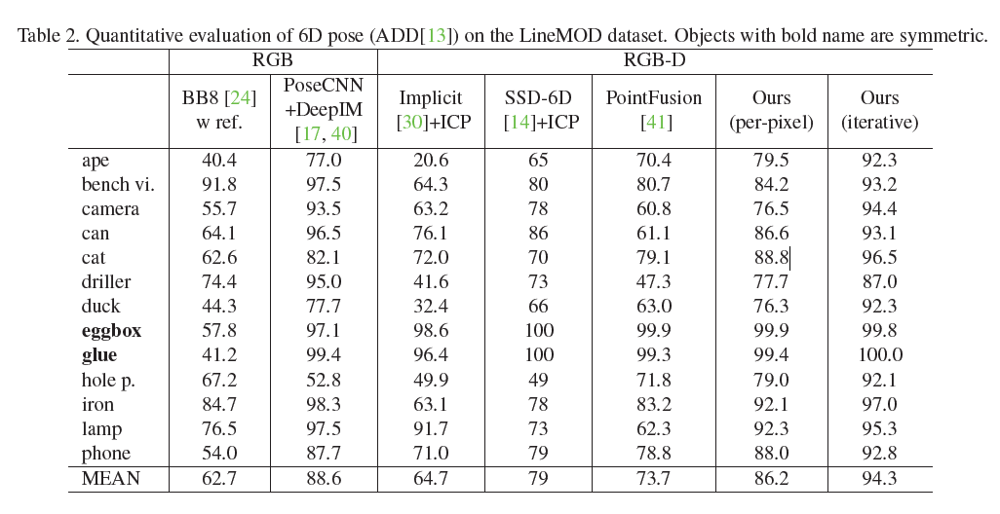 Table 2. Quantitative evaluation of 6D pose (ADD[13]) on the LineMOD dataset. Objects with bold name are symmetric.
RGB RGB-D
BB8 [24] w ref. PoseCNN +DeepIM [17, 40] Implicit [30]+ICP SSD-6D [14]+ICP PointFusion [41] Ours (per-pixel) Ours (iterative)
ape 40.4 77.0 20.6 65 70.4 79.5 92.3
bench vi. 91.8 97.5 64.3 80 80.7 84.2 93.2
camera 55.7 93.5 63.2 78 60.8 76.5 94.4
can 64.1 96.5 76.1 86 61.1 86.6 93.1
cat 62.6 82.1 72.0 70 79.1 88.8 96.5
driller 74.4 95.0 41.6 73 47.3 77.7 87.0
duck 44.3 77.7 32.4 66 63.0 76.3 92.3
eggbox 57.8 97.1 98.6 100 99.9 99.9 99.8
glue 41.2 99.4 96.4 100 99.3 99.4 100.0
hole p. 67.2 52.8 49.9 49 71.8 79.0 92.1
iron 84.7 98.3 63.1 78 83.2 92.1 97.0
lamp 76.5 97.5 91.7 73 62.3 92.3 95.3
phone 54.0 87.7 71.0 79 78.8 88.0 92.8
MEAN 62.7 88.6 64.7 79 73.7 86.2 94.3